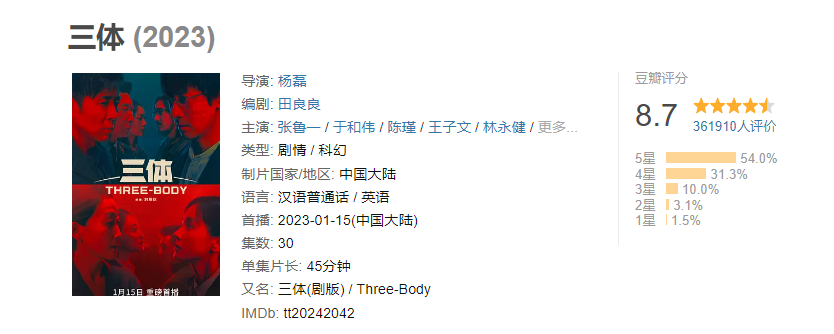 三体 (2023)
三体
THREE-BODY
1月15日 重磅首播
导演: 杨磊
编剧: 田良良
主演: 张鲁一 / 于和伟 / 陈瑾 / 王子文 / 林永健 / 更多...
类型: 剧情 / 科幻
制片国家/地区: 中国大陆
语言: 汉语普通话 / 英语
首播: 2023-01-15(中国大陆)
集数: 30
单集片长: 45分钟
又名: 三体(剧版) / Three-Body
IMDb: tt20242042
豆瓣评分
8.7
361910人评价
5星 54.0%
4星 31.3%
3星 10.0%
2星 3.1%
1星 1.5%